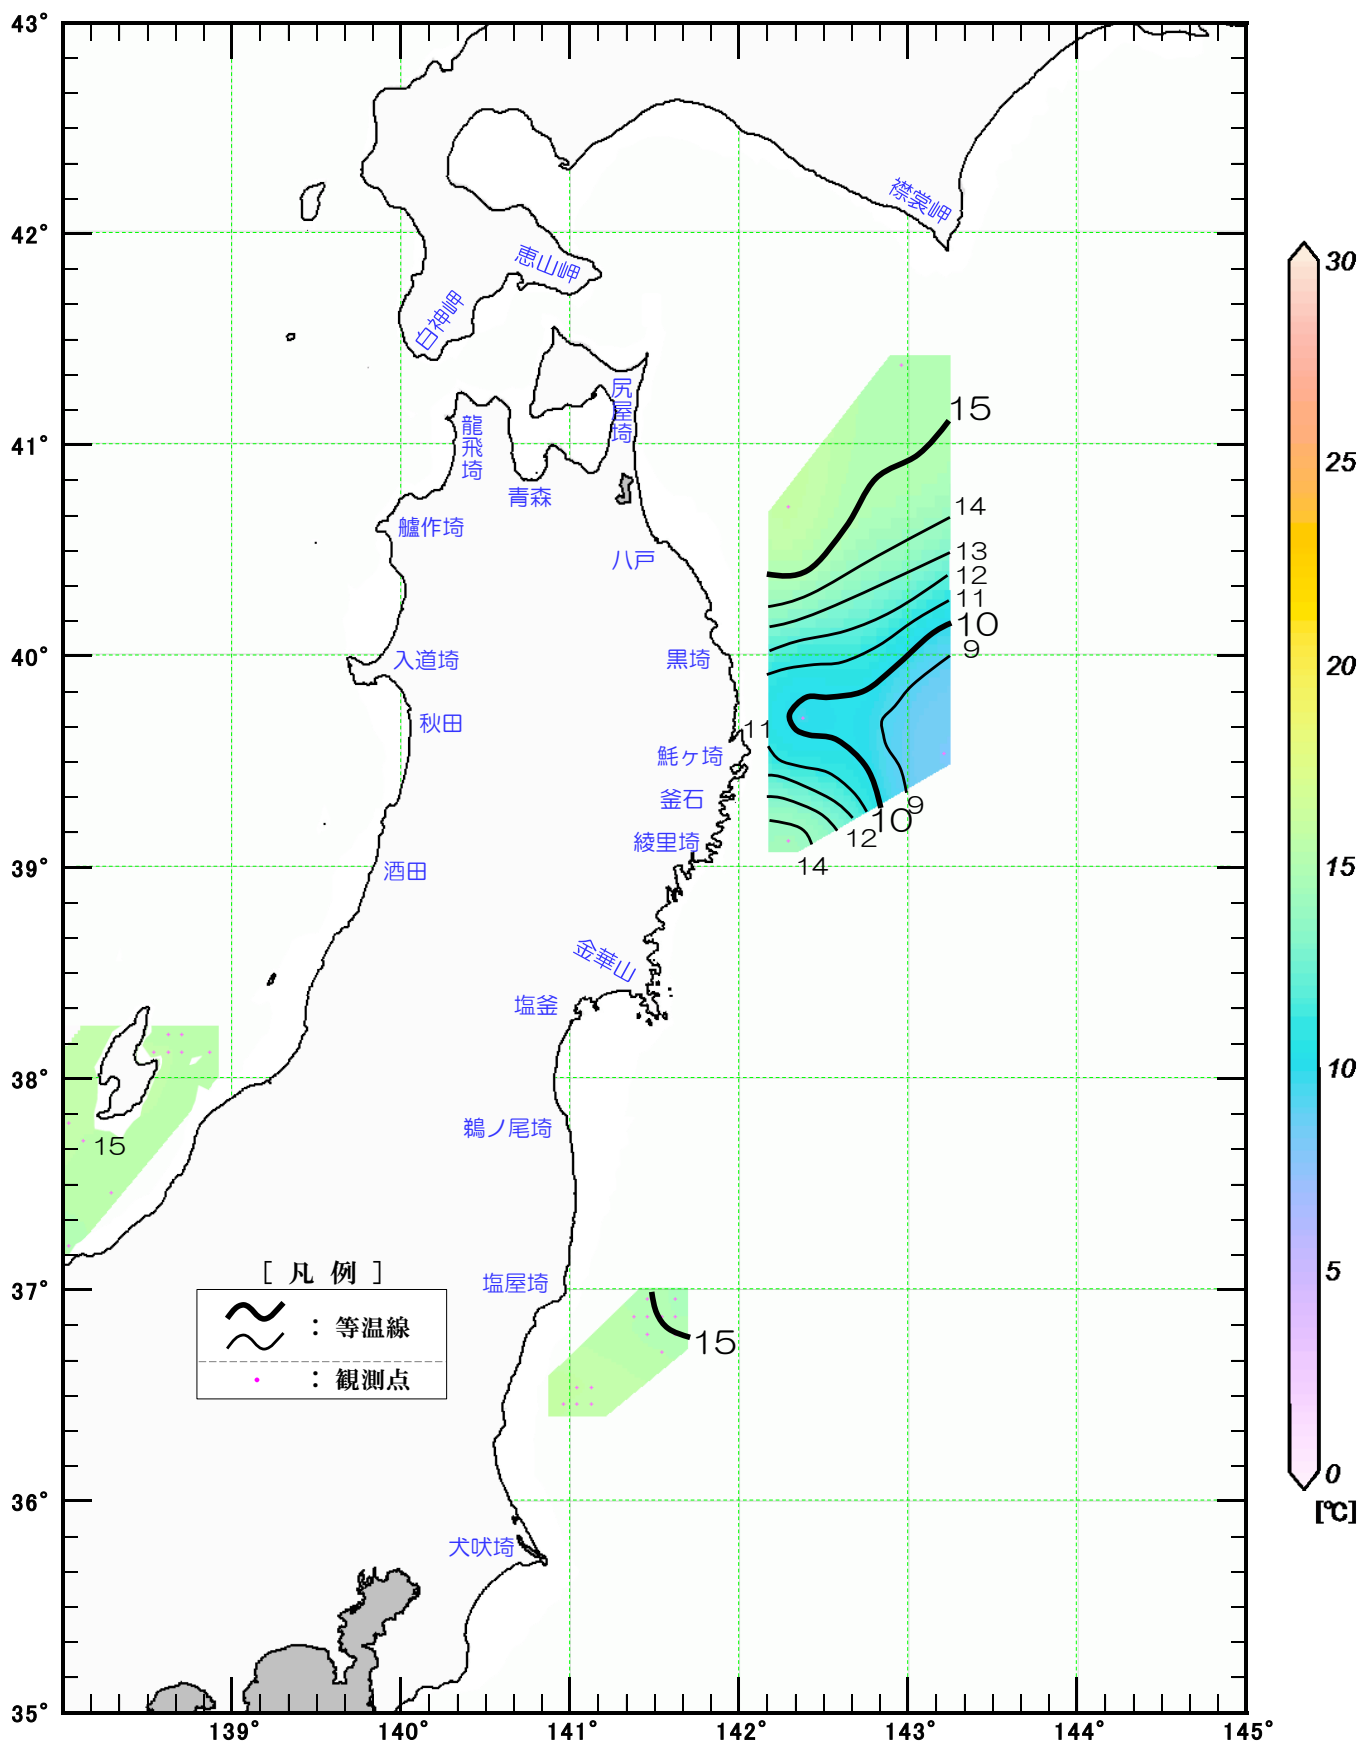 43°
42°
41°
40°
39°
38°
37°
36°
35°
139°
140°
141°
142°
143°
144°
145°
襟裳岬
恵山岬
白神岬
尻屋埼
龍飛埼
青森
艫作埼
八戸
入道埼
黒埼
秋田
魹ヶ埼
釜石
綾里埼
酒田
金華山
塩釜
鵜ノ尾埼
塩屋埼
犬吠埼
15
14
13
12
11
10
9
11
9
10
12
14
15
15
[ 凡 例 ]
: 等温線
: 観測点
30
25
20
15
10
5
0
[℃]